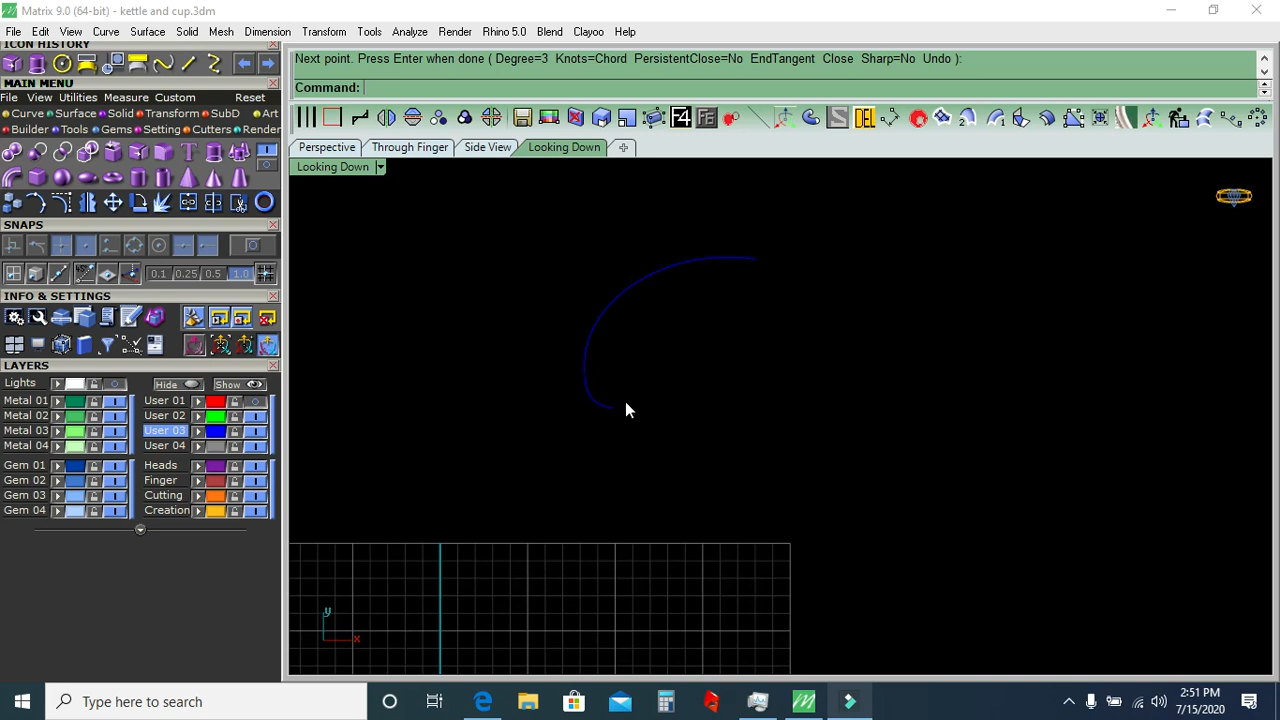 Matrix 9.0 (64-bit) - kettle and cup.3dm
File Edit View Curve Surface Solid Mesh Dimension Transform Tools Analyze Render Rhino 5.0 Blend Clayoo Help
ICON HISTORY
Next point. Press Enter when done ( Degree=3 Knots=Chord PersistentClose=No EndTangent Close Sharp=No Undo ):
Command:
MAIN MENU
File View Utilities Measure Custom Reset
Curve Surface Solid Transform SubD Art
Builder Tools Gems Setting Cutters Render
F4
DEL
Perspective Through Finger Side View Looking Down
Looking Down
SNAPS
0.1 0.25 0.5 1.0
INFO & SETTINGS
LAYERS
Lights Hide Show
Metal 01 User 01
Metal 02 User 02
Metal 03 User 03
Metal 04 User 04
Gem 01 Heads
Gem 02 Finger
Gem 03 Cutting
Gem 04 Creation
y
x
Type here to search
2:51 PM
7/15/2020